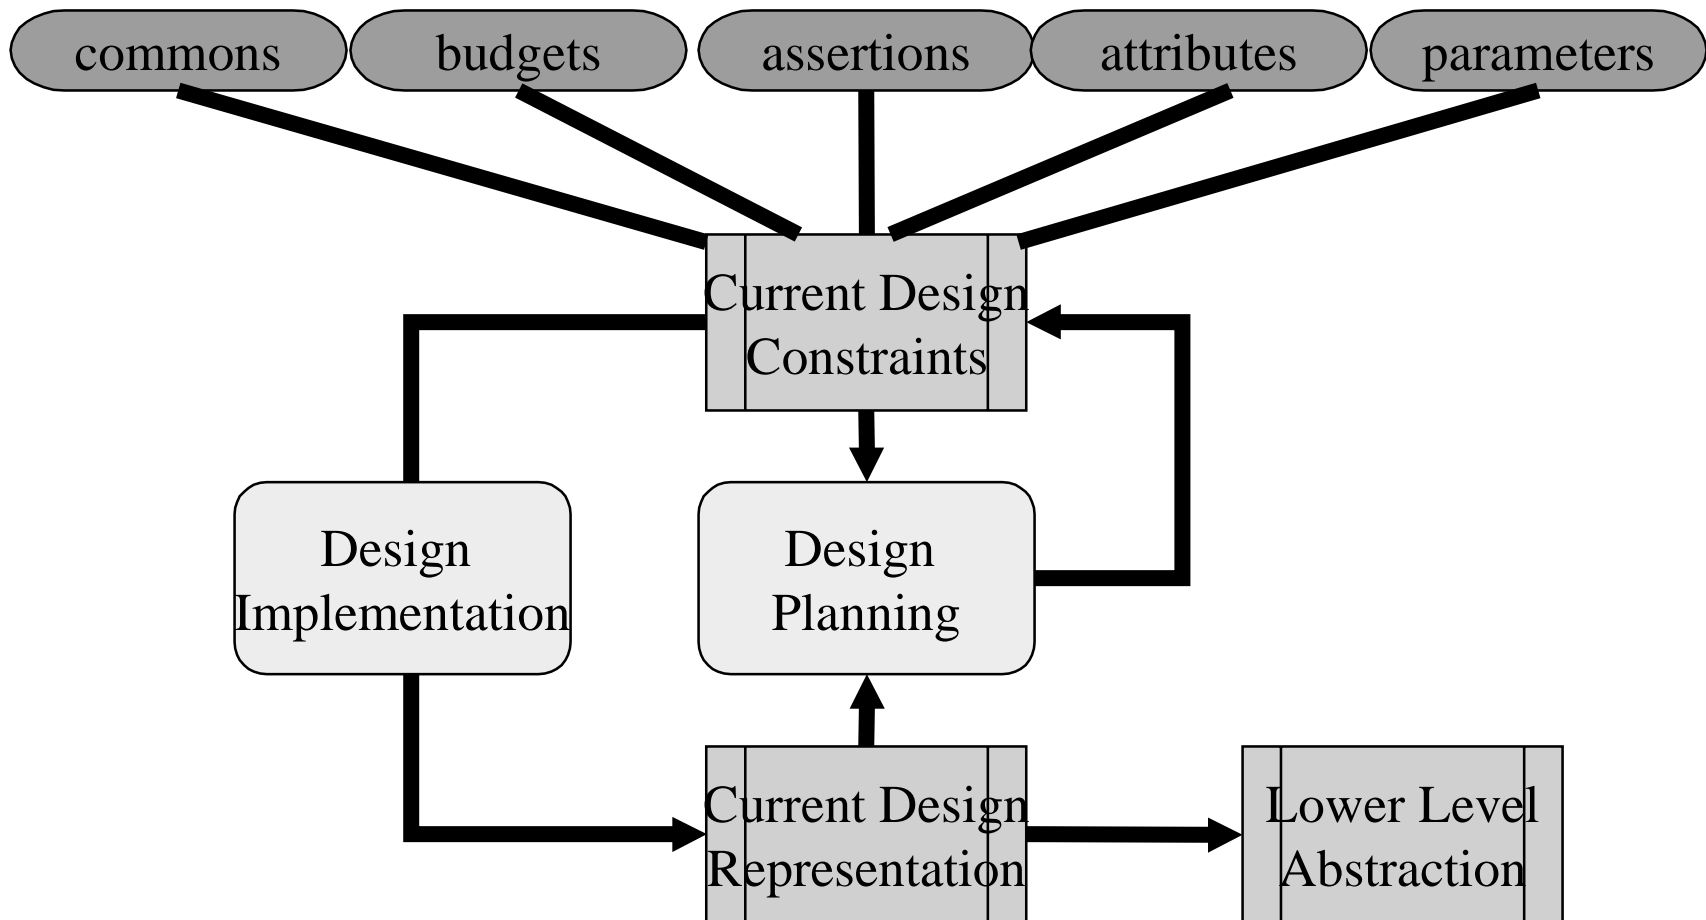 commons
budgets
assertions
attributes
parameters
Current Design
Constraints
Design
Implementation
Design
Planning
Current Design
Representation
Lower Level
Abstraction